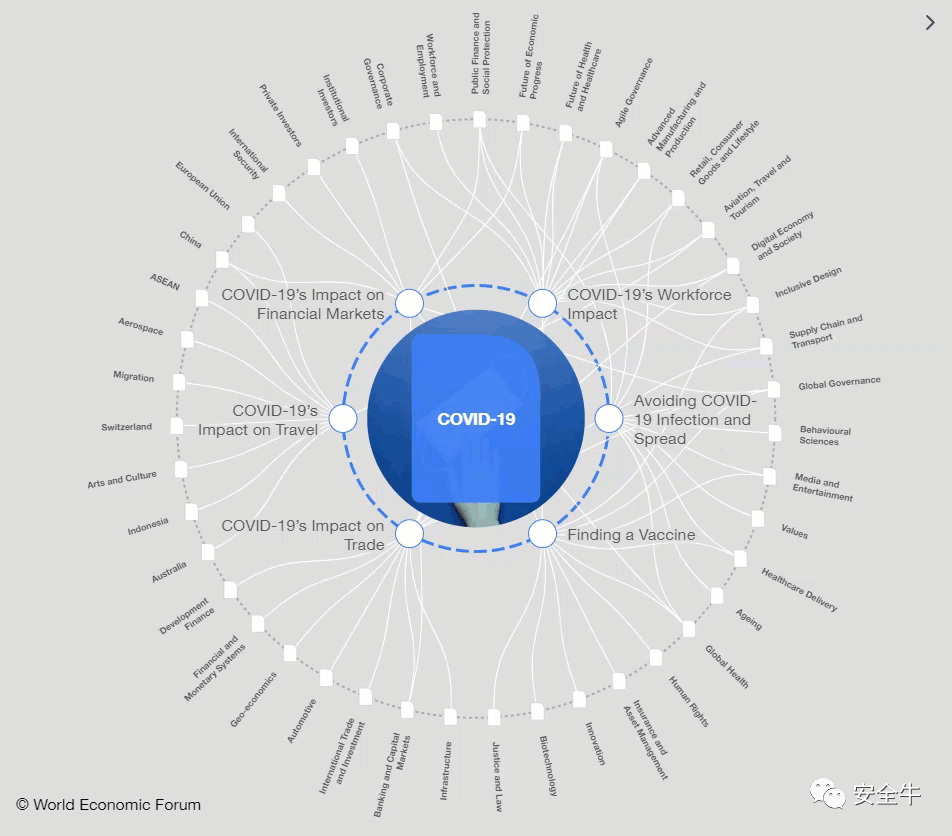 Public Finance and
Social Protection
Future of Economic
Progress
Future of Health
and Healthcare
Agile Governance
Advanced
Manufacturing and
Production
Retail, Consumer
Goods and Lifestyle
Aviation, Travel and
Tourism
Digital Economy
and Society
Inclusive Design
Supply Chain and
Transport
Global Governance
Behavioural
Sciences
Media and
Entertainment
Values
Healthcare Delivery
Ageing
Global Health
Human Rights
Insurance and
Asset Management
Innovation
Biotechnology
Justice and Law
Infrastructure
Banking and Capital
Markets
International Trade
and Investment
Automotive
Geo-economics
Financial and
Monetary Systems
Development
Finance
Australia
Indonesia
Arts and Culture
Switzerland
Migration
Aerospace
ASEAN
China
European Union
International
Security
Private Investors
Institutional
Investors
Corporate
Governance
Workforce and
Employment
COVID-19's Impact on
Financial Markets
COVID-19's Workforce
Impact
COVID-19's
Impact on Travel
COVID-19
Avoiding COVID-
19 Infection and
Spread
COVID-19's Impact on
Trade
Finding a Vaccine
© World Economic Forum
安全牛